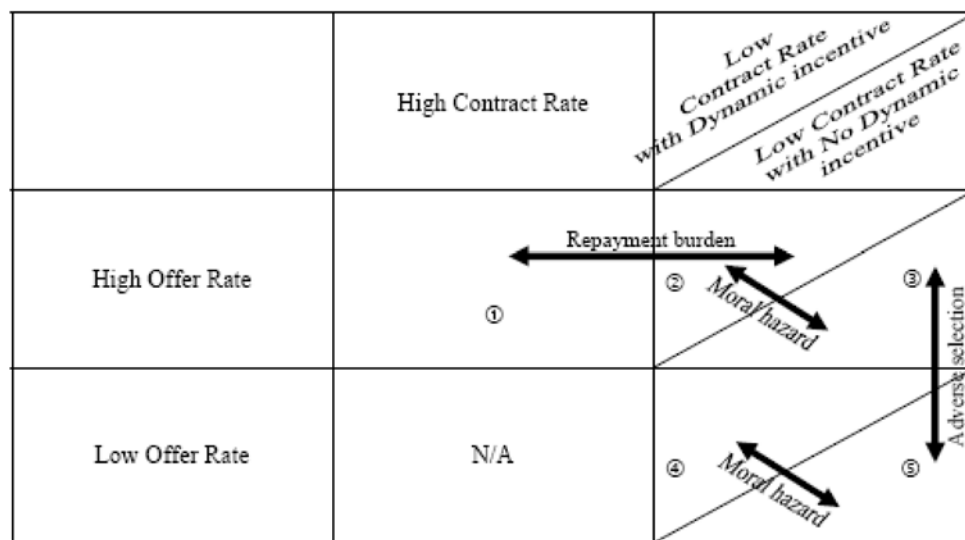 High Contract Rate
Low
Contract Rate
with Dynamic incentive
Low Contract Rate
with No Dynamic
incentive
High Offer Rate
Repayment burden
①
②
Moral hazard
③
Adverse selection
Low Offer Rate
N/A
④
Moral hazard
⑤